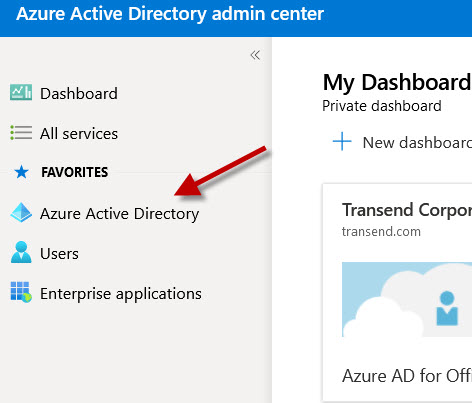 Azure Active Directory admin center
«
Dashboard
All services
FAVORITES
Azure Active Directory
Users
Enterprise applications
My Dashboard
Private dashboard
New dashboard
Transend Corpor
transend.com
Azure AD for Offi